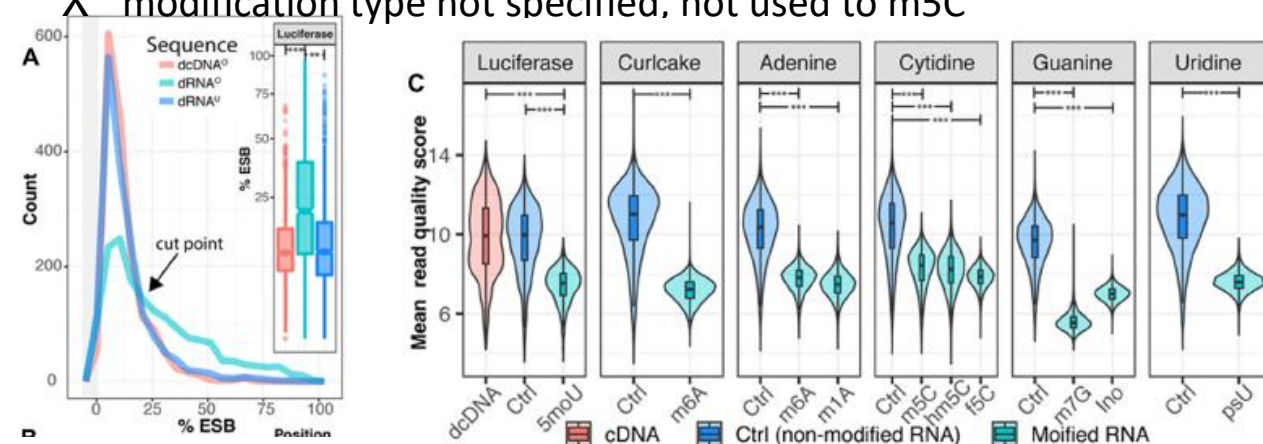 X modification type not specified, not used to m5C
A
600
400
200
0
Count
0 25 50 75 100
% ESB
Sequence
dcDNAᴼ
dRNAᴼ
dRNAᵁ
cut point
Luciferase
100
75
50
25
% ESB
B
Position
C
Luciferase Curlcake Adenine Cytidine Guanine Uridine
*** *** *** *** *** ***
*** *** *** ***
***
Mean read quality score
14
10
6
dcDNA Ctrl 5moU Ctrl m6A Ctrl m6A m1A Ctrl m5C hm5C f5C Ctrl m7G Ino Ctrl psU
cDNA Ctrl (non-modified RNA) Moified RNA